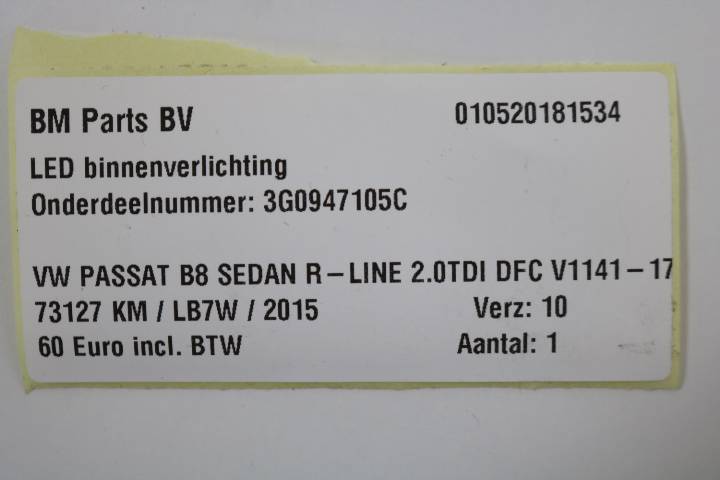 BM Parts BV 010520181534
LED binnenverlichting
Onderdeelnummer: 3G0947105C
VW PASSAT B8 SEDAN R-LINE 2.0TDI DFC V1141-17
73127 KM / LB7W / 2015 Verz: 10
60 Euro incl. BTW Aantal: 1